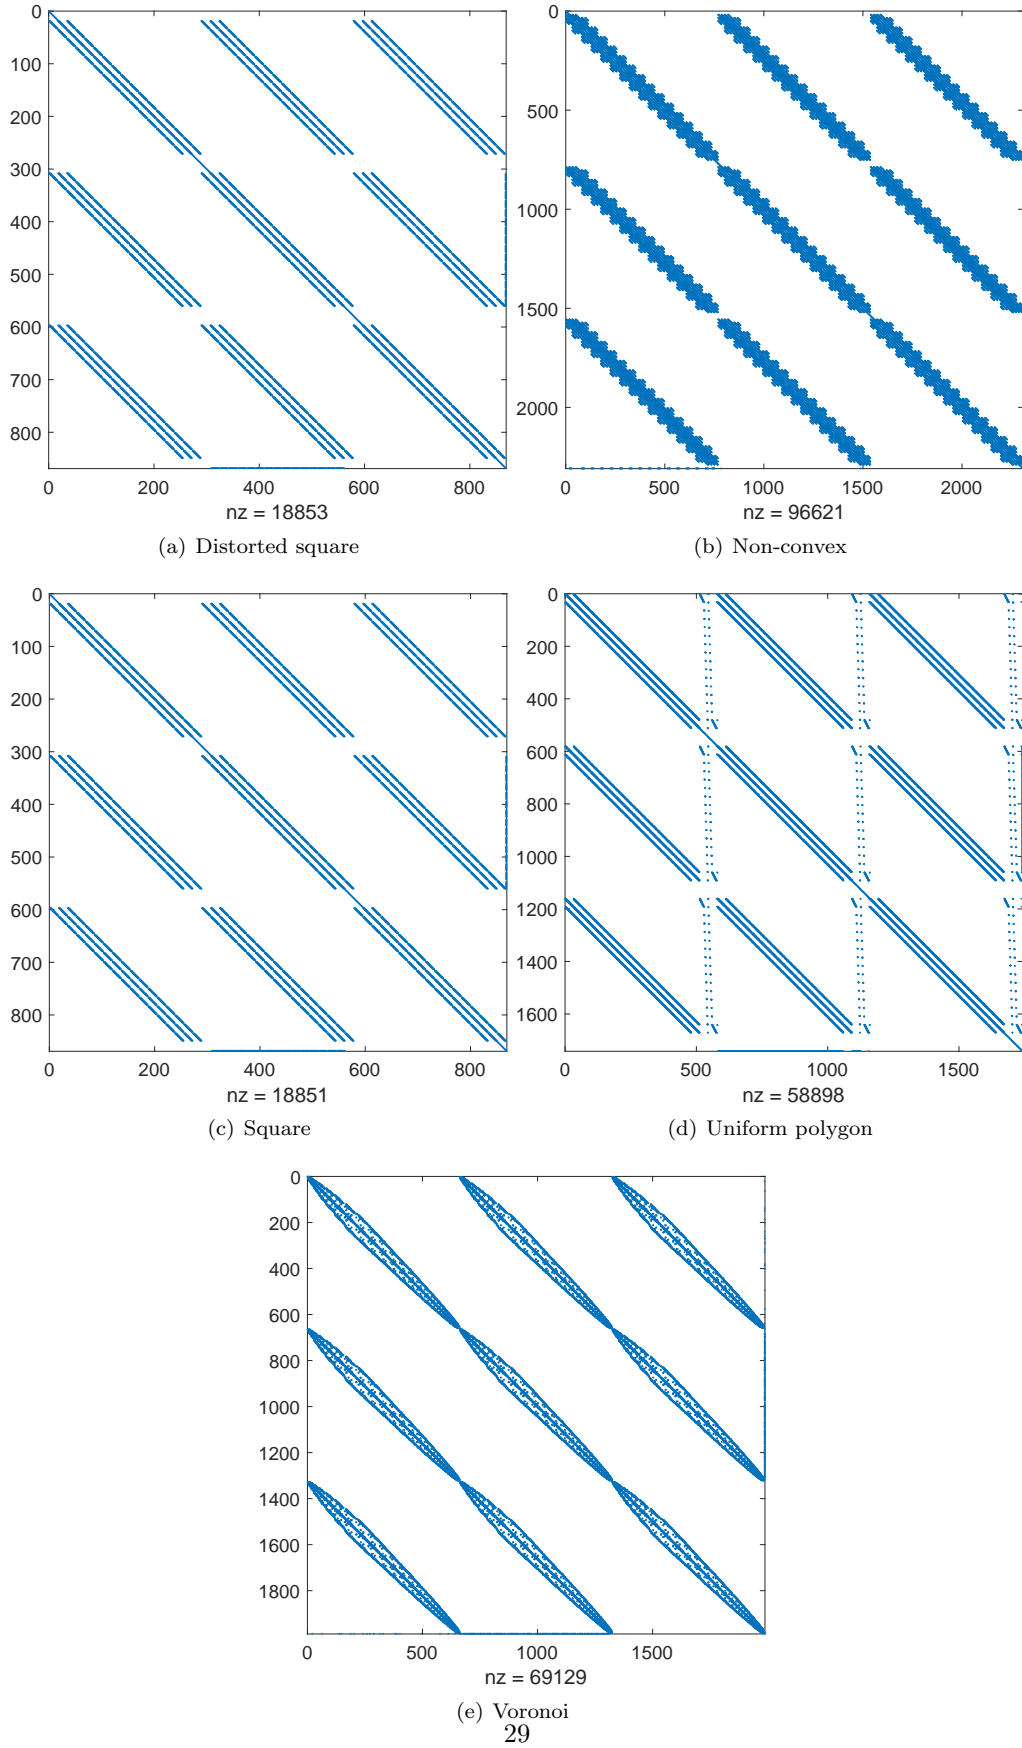 0
100
200
300
400
500
600
700
800
0 200 400 600 800
nz = 18853
(a) Distorted square
0
500
1000
1500
2000
0 500 1000 1500 2000
nz = 96621
(b) Non-convex
0
100
200
300
400
500
600
700
800
0 200 400 600 800
nz = 18851
(c) Square
0
200
400
600
800
1000
1200
1400
1600
0 500 1000 1500
nz = 58898
(d) Uniform polygon
0
200
400
600
800
1000
1200
1400
1600
1800
0 500 1000 1500
nz = 69129
(e) Voronoi
29